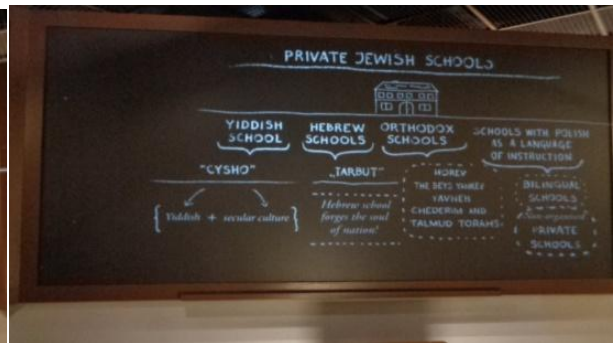 PRIVATE JEWISH SCHOOLS
YIDDISH
SCHOOL
"CYSHO"
Yiddish + secular culture
HEBREW
SCHOOLS
„TARBUT"
Hebrew school
forges the soul
of nation!
ORTHODOX
SCHOOLS
HOREV
THE BEYS YAAKEV
YAVNEH
CHEDERIM AND
TALMUD TORAHS
SCHOOLS WITH POLISH
AS A LANGUAGE
OF INSTRUCTION
BILINGUAL
SCHOOLS
PRIVATE
SCHOOLS